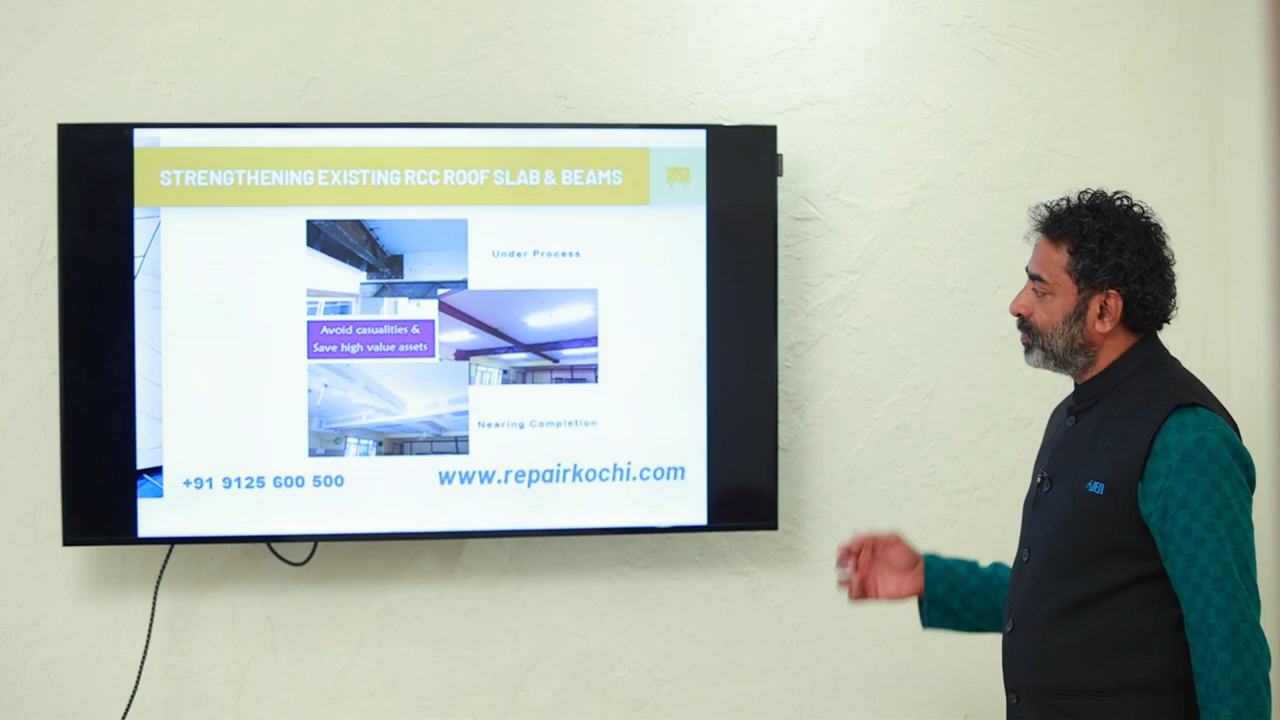 STRENGTHENING EXISTING RCC ROOF SLAB & BEAMS
Under Process
Avoid casualities &
Save high value assets
Nearing Completion
+91 9125 600 500
www.repairkochi.com